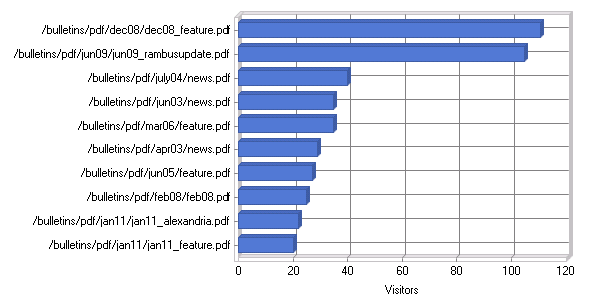 /bulletins/pdf/dec08/dec08_feature.pdf
/bulletins/pdf/jun09/jun09_rambusupdate.pdf
/bulletins/pdf/july04/news.pdf
/bulletins/pdf/jun03/news.pdf
/bulletins/pdf/mar06/feature.pdf
/bulletins/pdf/apr03/news.pdf
/bulletins/pdf/jun05/feature.pdf
/bulletins/pdf/feb08/feb08.pdf
/bulletins/pdf/jan11/jan11_alexandria.pdf
/bulletins/pdf/jan11/jan11_feature.pdf
0 20 40 60 80 100 120
Visitors